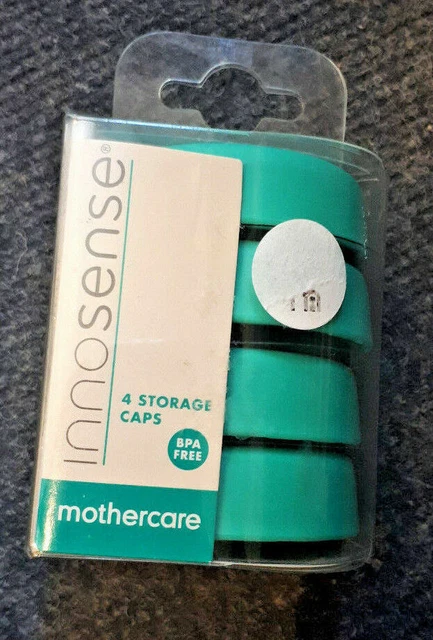 innosense®
4 STORAGE
CAPS
BPA
FREE
mothercare